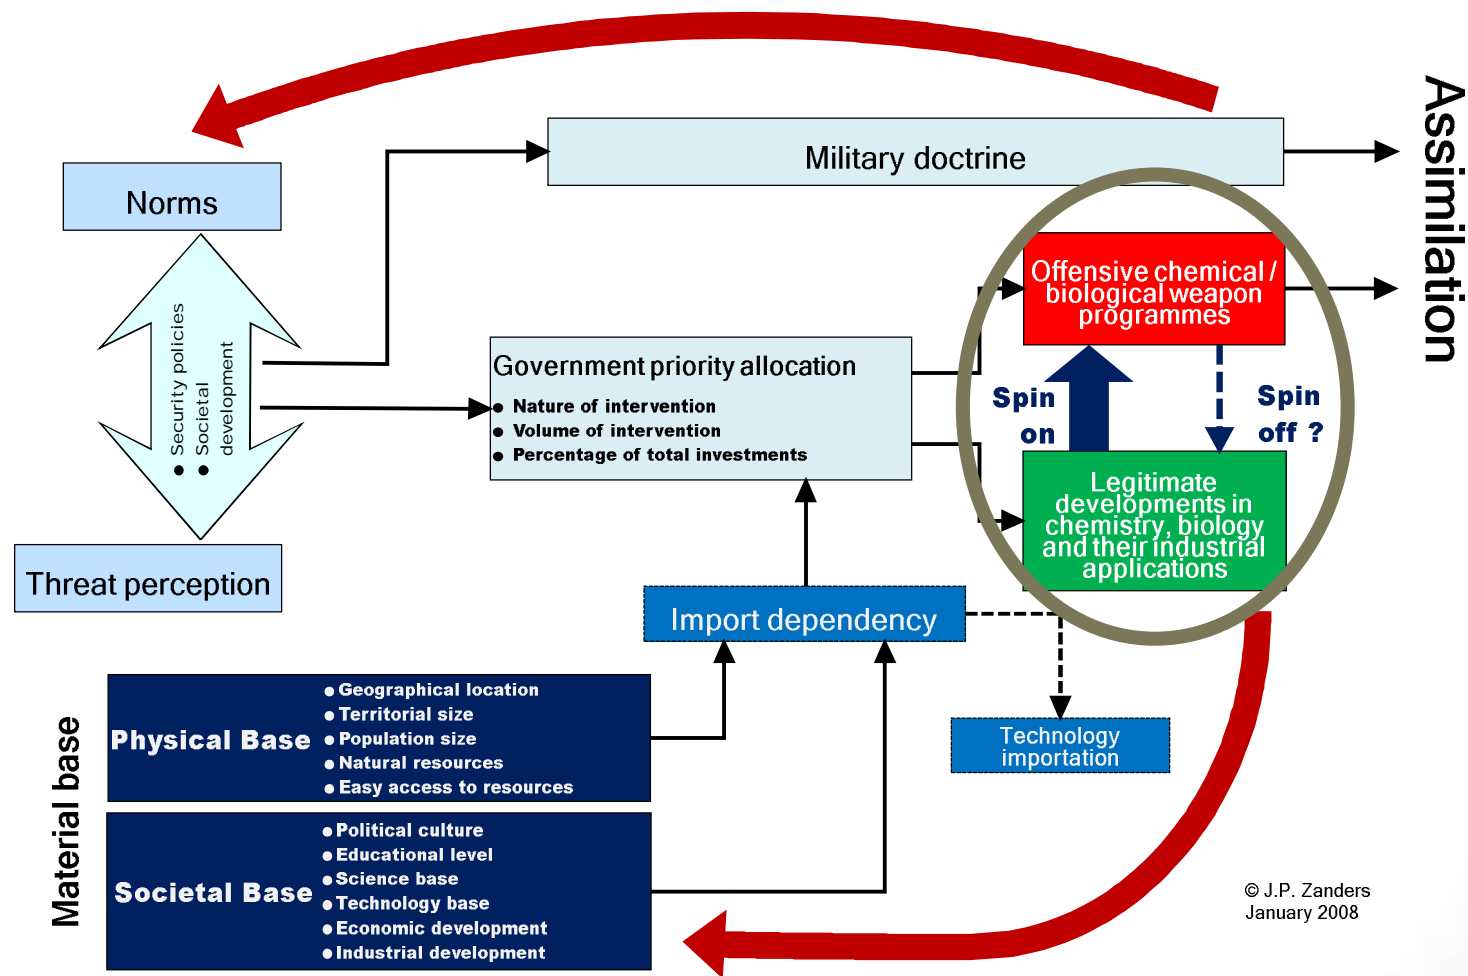 Assimilation
Military doctrine
Norms
● Security policies
● Societal
development
Threat perception
Government priority allocation
● Nature of intervention
● Volume of intervention
● Percentage of total investments
Offensive chemical /
biological weapon
programmes
Spin
on
Spin
off ?
Legitimate
developments in
chemistry, biology
and their industrial
applications
Import dependency
Technology
importation
Material base
Physical Base
● Geographical location
● Territorial size
● Population size
● Natural resources
● Easy access to resources
Societal Base
● Political culture
● Educational level
● Science base
● Technology base
● Economic development
● Industrial development
© J.P. Zanders
January 2008